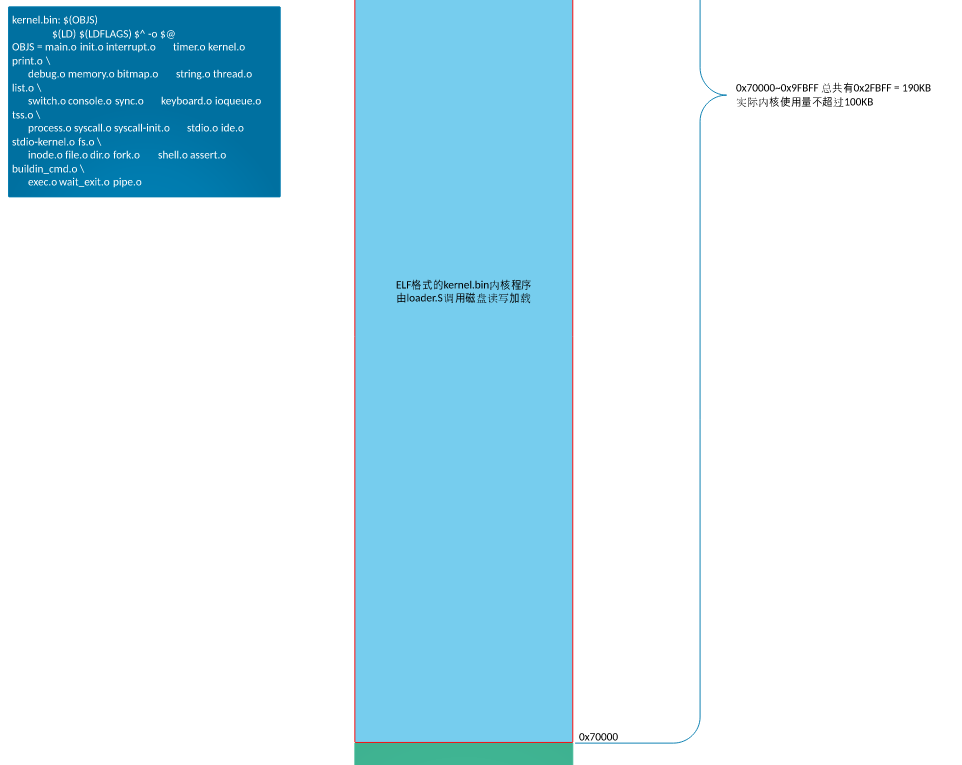 kernel.bin: $(OBJS)
$(LD) $(LDFLAGS) $^ -o $@
OBJS = main.o init.o interrupt.o timer.o kernel.o
print.o \
debug.o memory.o bitmap.o string.o thread.o
list.o \
switch.o console.o sync.o keyboard.o ioqueue.o
tss.o \
process.o syscall.o syscall-init.o stdio.o ide.o
stdio-kernel.o fs.o \
inode.o file.o dir.o fork.o shell.o assert.o
buildin_cmd.o \
exec.o wait_exit.o pipe.o
0x70000~0x9FBFF 总共有0x2FBFF = 190KB
实际内核使用量不超过100KB
ELF格式的kernel.bin内核程序
由loader.S调用磁盘读写加载
0x70000